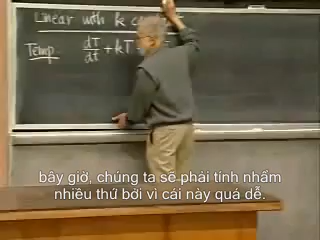 Linear with k
Temp: dT/dt + kT
bây giờ, chúng ta sẽ phải tính nhẩm
nhiều thứ bởi vì cái này quá dễ.